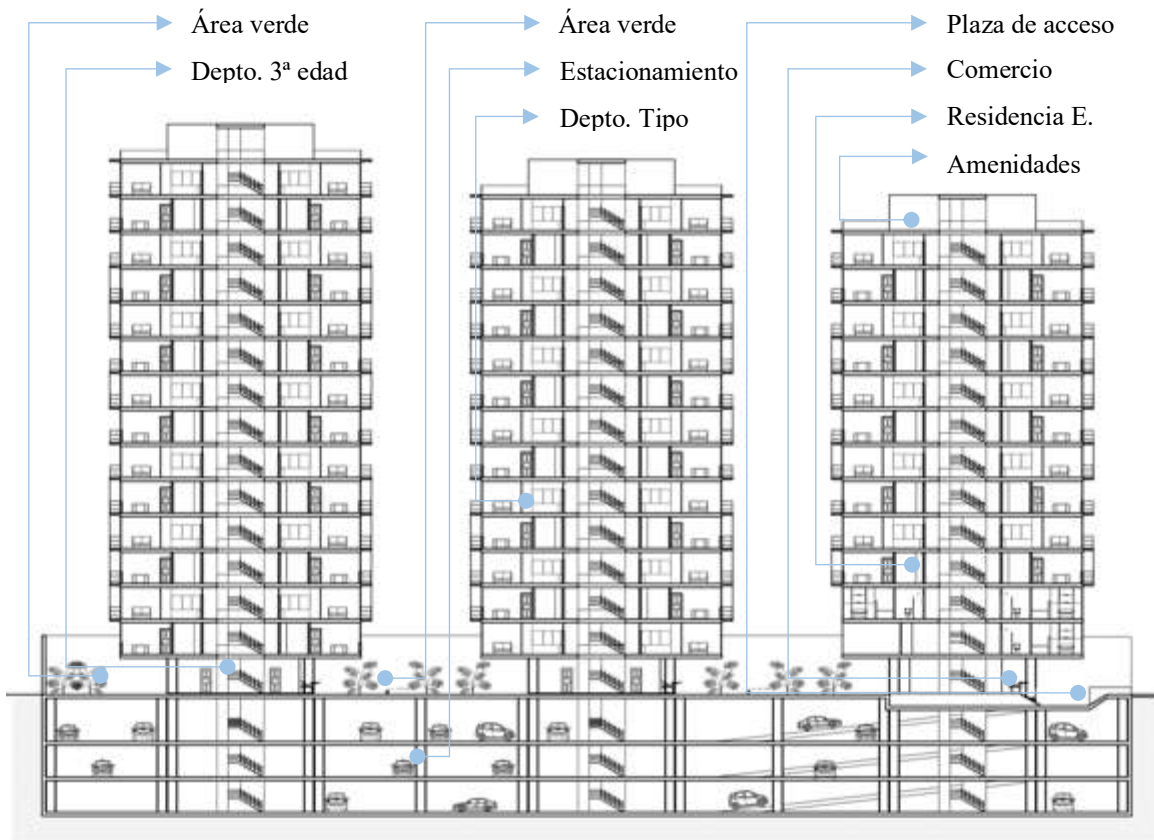 Área verde
Depto. 3ª edad
Área verde
Estacionamiento
Depto. Tipo
Plaza de acceso
Comercio
Residencia E.
Amenidades